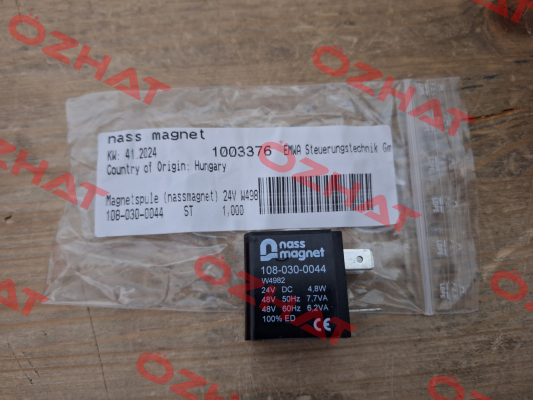 nass magnet
KW: 41.2024
1003376
EMWA Steuerungstechnik Gm
Country of Origin: Hungary
Magnetspule (nassmagnet) 24V W498
108-030-0044 ST 1,000
nass
magnet
108-030-0044
W4982
24V DC 4,8W
48V 50Hz 7,7VA
48V 60Hz 6,2VA
100% ED CE
OZHAT
OZHAT
OZHAT
OZHAT
OZHAT
OZHAT
OZHAT
OZHAT